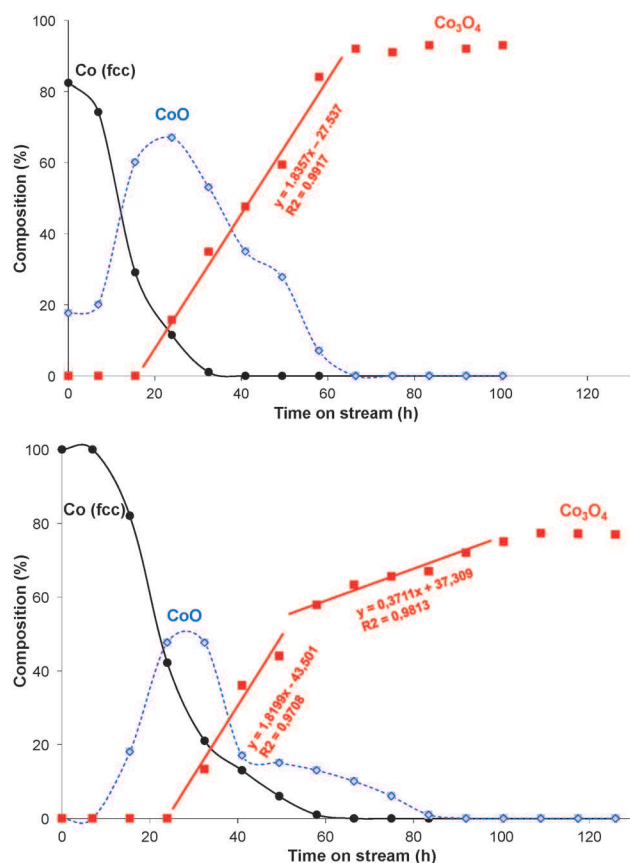 100
80
60
40
20
0
0 20 40 60 80 100 120
Composition (%)
Time on stream (h)
Co (fcc)
CoO
Co₃O₄
y = 1.8357x – 27.537
R2 = 0.9917
100
80
60
40
20
0
0 20 40 60 80 100 120
Composition (%)
Time on stream (h)
Co (fcc)
CoO
Co₃O₄
y = 1,8199x - 43,501
R2 = 0,9708
y = 0,3711x + 37,309
R2 = 0,9813